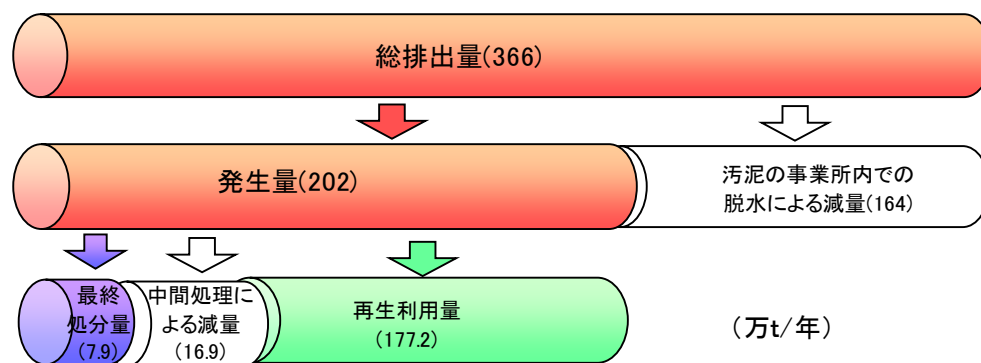 総排出量(366)
発生量(202)
汚泥の事業所内での
脱水による減量(164)
最終
処分量
(7.9)
中間処理に
よる減量
(16.9)
再生利用量
(177.2)
(万t/年)